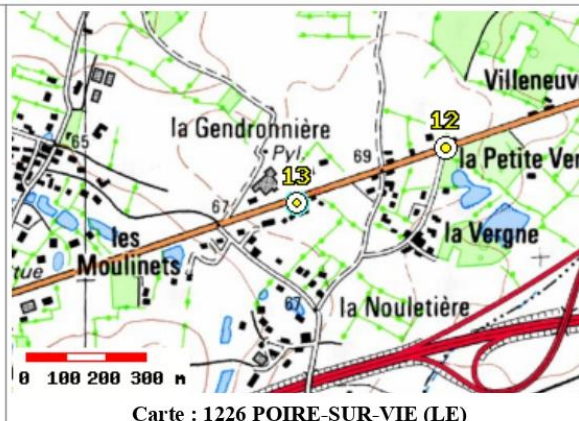 Villeneuv
12
la Gendronnière
Pyl
69
la Petite Ver
65
13
67
les
Moulinets
la Vergne
tue
67
la Nouletière
0 100 200 300 m
Carte : 1226 POIRE-SUR-VIE (LE)